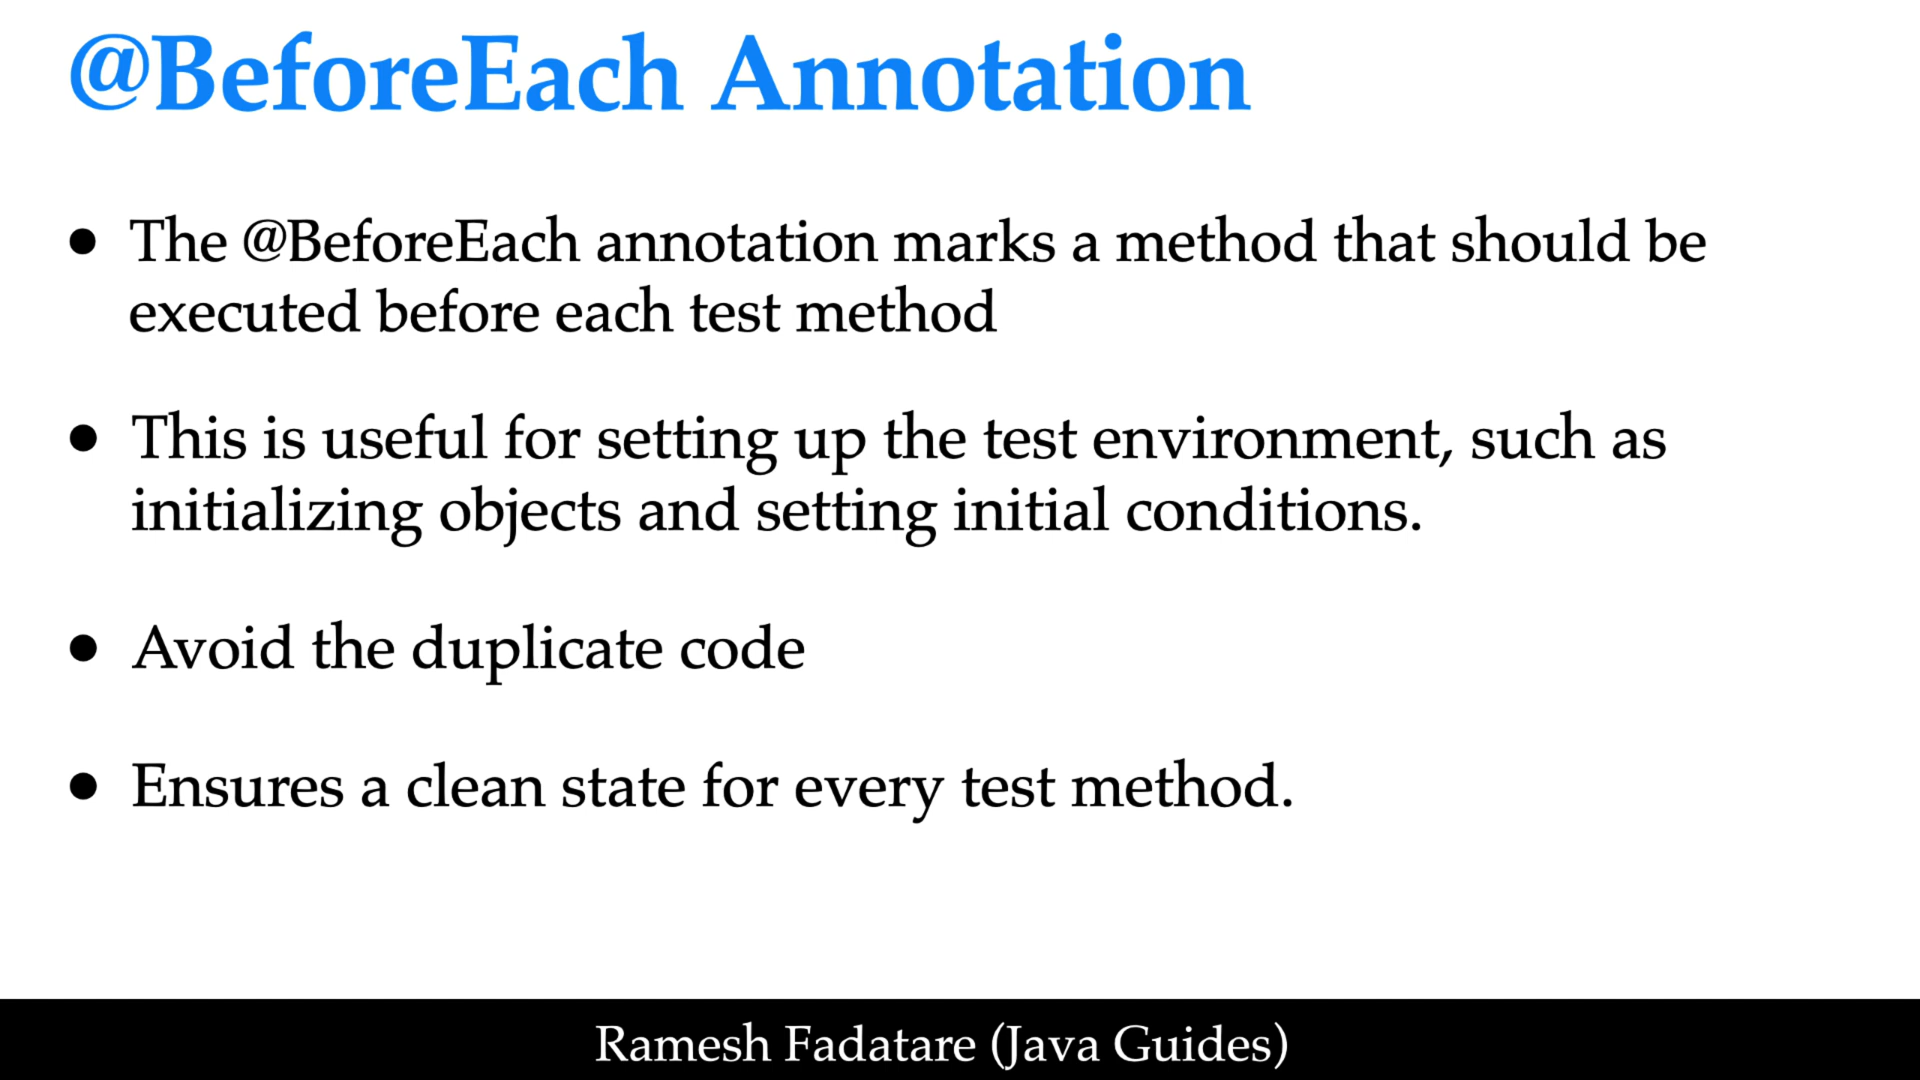 @BeforeEach Annotation
• The @BeforeEach annotation marks a method that should be
executed before each test method
• This is useful for setting up the test environment, such as
initializing objects and setting initial conditions.
• Avoid the duplicate code
• Ensures a clean state for every test method.
Ramesh Fadatare (Java Guides)